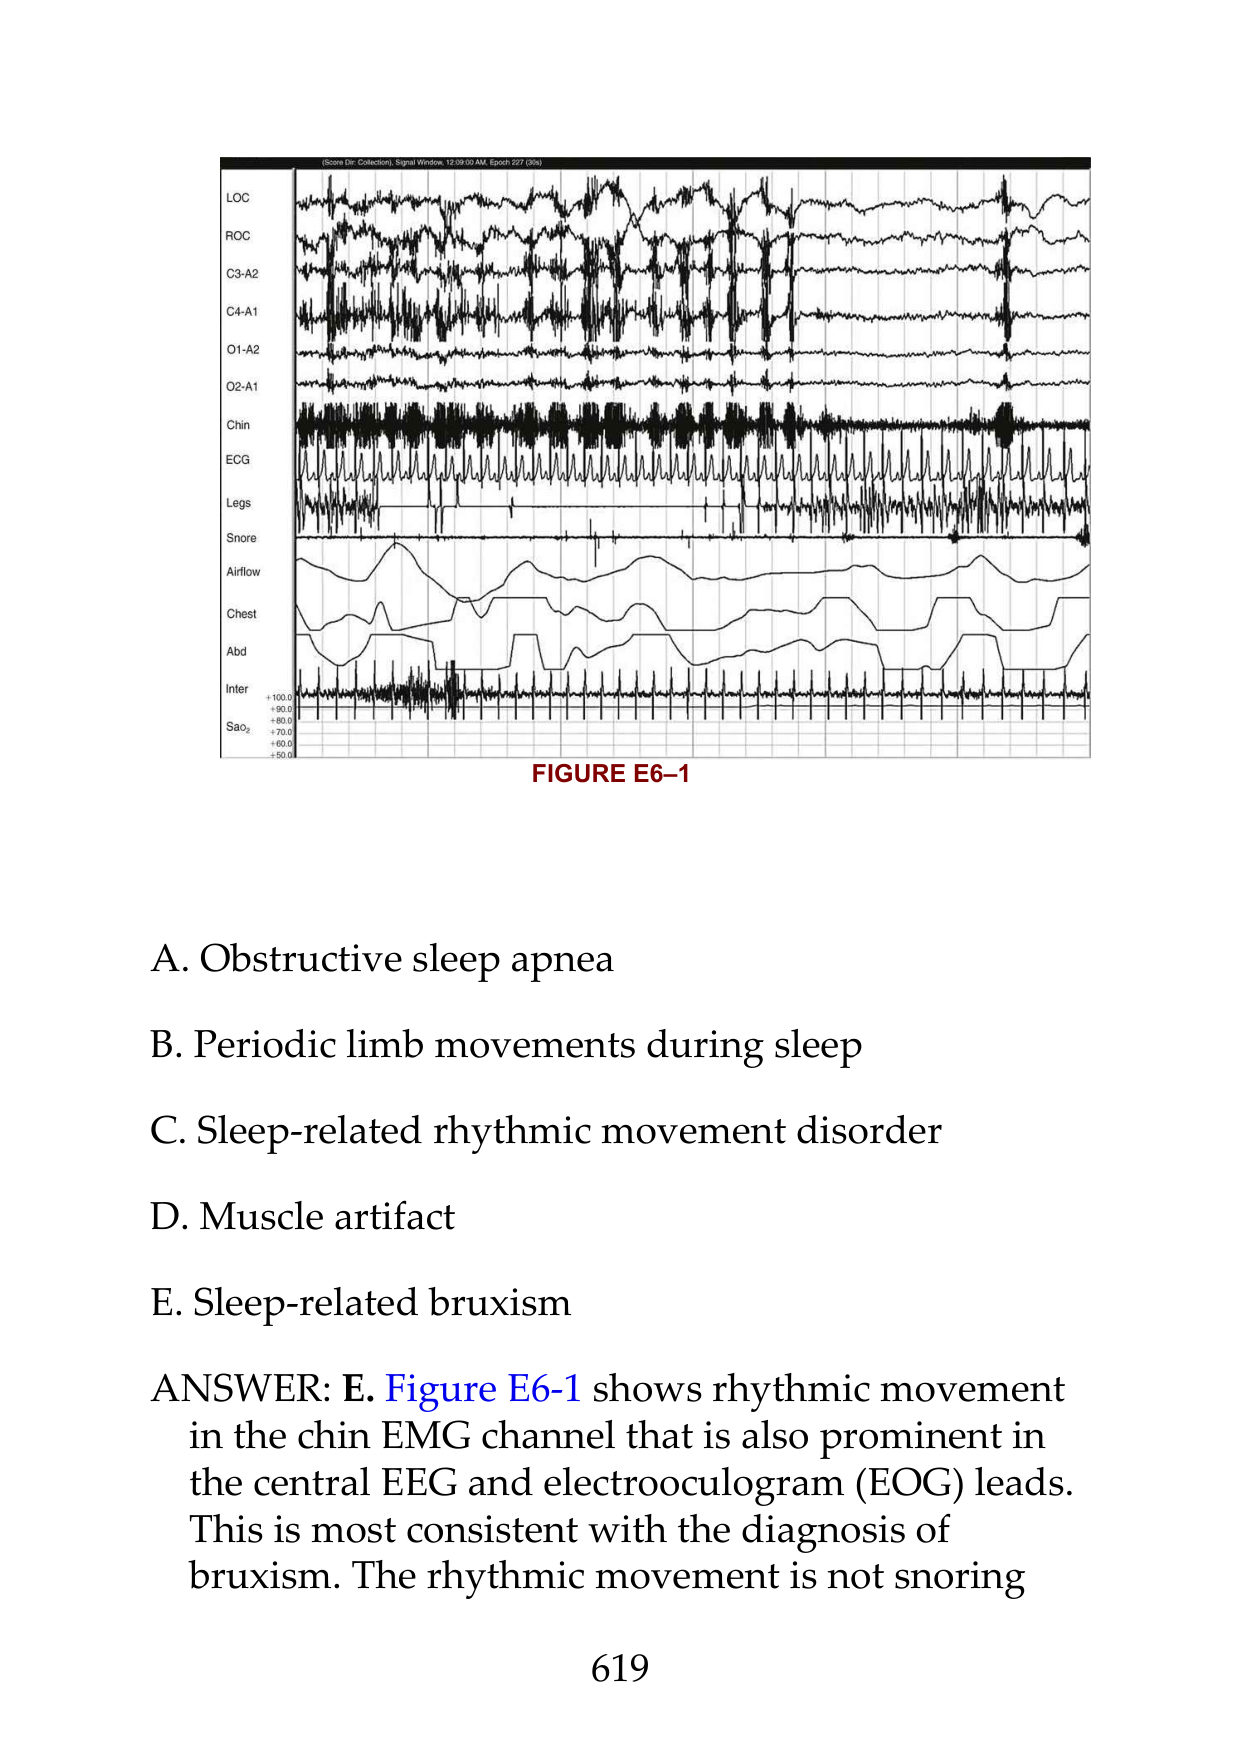 (Score Dir: Collection), Signal Window, 12:09:00 AM, Epoch 227 (30s)
LOC
ROC
C3-A2
C4-A1
O1-A2
O2-A1
Chin
ECG
Legs
Snore
Airflow
Chest
Abd
Inter
+100.0
+90.0
+80.0
Sao₂
+70.0
+60.0
+50.0
FIGURE E6–1
A. Obstructive sleep apnea
B. Periodic limb movements during sleep
C. Sleep-related rhythmic movement disorder
D. Muscle artifact
E. Sleep-related bruxism
ANSWER: E. Figure E6-1 shows rhythmic movement
in the chin EMG channel that is also prominent in
the central EEG and electrooculogram (EOG) leads.
This is most consistent with the diagnosis of
bruxism. The rhythmic movement is not snoring
619